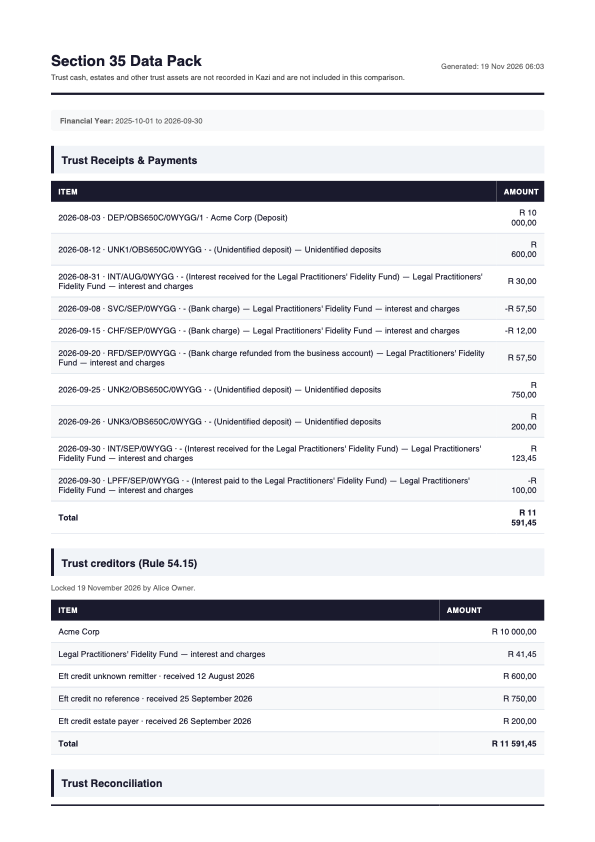 Section 35 Data Pack
Generated: 19 Nov 2026 06:03
Trust cash, estates and other trust assets are not recorded in Kazi and are not included in this comparison.
Financial Year: 2025-10-01 to 2026-09-30
Trust Receipts & Payments
ITEM AMOUNT
2026-08-03 · DEP/OBS650C/0WYGG/1 · Acme Corp (Deposit) R 10
000,00
2026-08-12 · UNK1/OBS650C/0WYGG · - (Unidentified deposit) — Unidentified deposits R
600,00
2026-08-31 · INT/AUG/0WYGG · - (Interest received for the Legal Practitioners' Fidelity Fund) — Legal Practitioners'
Fidelity Fund — interest and charges R 30,00
2026-09-08 · SVC/SEP/0WYGG · - (Bank charge) — Legal Practitioners' Fidelity Fund — interest and charges -R 57,50
2026-09-15 · CHF/SEP/0WYGG · - (Bank charge) — Legal Practitioners' Fidelity Fund — interest and charges -R 12,00
2026-09-20 · RFD/SEP/0WYGG · - (Bank charge refunded from the business account) — Legal Practitioners' Fidelity
Fund — interest and charges R 57,50
2026-09-25 · UNK2/OBS650C/0WYGG · - (Unidentified deposit) — Unidentified deposits R
750,00
2026-09-26 · UNK3/OBS650C/0WYGG · - (Unidentified deposit) — Unidentified deposits R
200,00
2026-09-30 · INT/SEP/0WYGG · - (Interest received for the Legal Practitioners' Fidelity Fund) — Legal Practitioners' R
Fidelity Fund — interest and charges 123,45
2026-09-30 · LPFF/SEP/0WYGG · - (Interest paid to the Legal Practitioners' Fidelity Fund) — Legal Practitioners' -R
Fidelity Fund — interest and charges 100,00
Total R 11
591,45
Trust creditors (Rule 54.15)
Locked 19 November 2026 by Alice Owner.
ITEM AMOUNT
Acme Corp R 10 000,00
Legal Practitioners' Fidelity Fund — interest and charges R 41,45
Eft credit unknown remitter · received 12 August 2026 R 600,00
Eft credit no reference · received 25 September 2026 R 750,00
Eft credit estate payer · received 26 September 2026 R 200,00
Total R 11 591,45
Trust Reconciliation